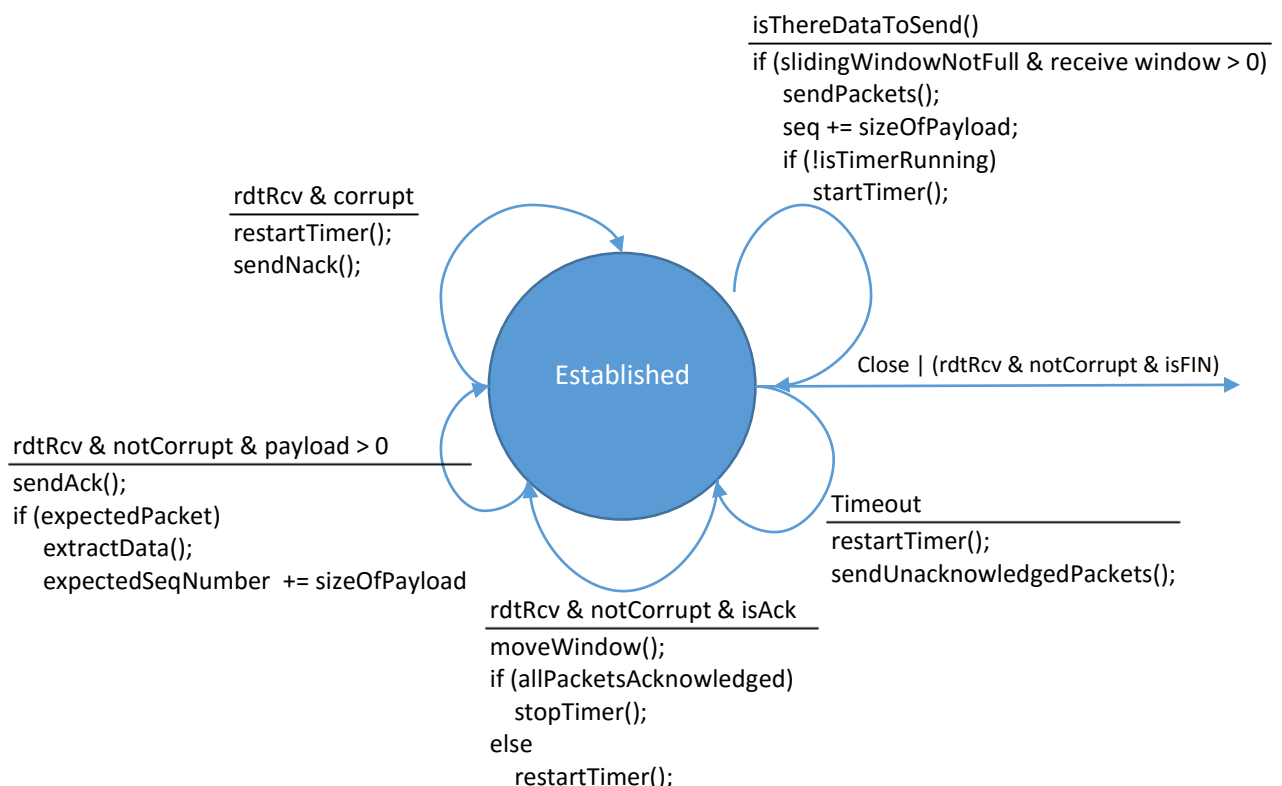 isThereDataToSend()
if (slidingWindowNotFull & receive window > 0)
sendPackets();
seq += sizeOfPayload;
if (!isTimerRunning)
startTimer();
rdtRcv & corrupt
restartTimer();
sendNack();
Established
Close | (rdtRcv & notCorrupt & isFIN)
rdtRcv & notCorrupt & payload > 0
sendAck();
if (expectedPacket)
extractData();
expectedSeqNumber += sizeOfPayload
Timeout
restartTimer();
sendUnacknowledgedPackets();
rdtRcv & notCorrupt & isAck
moveWindow();
if (allPacketsAcknowledged)
stopTimer();
else
restartTimer();